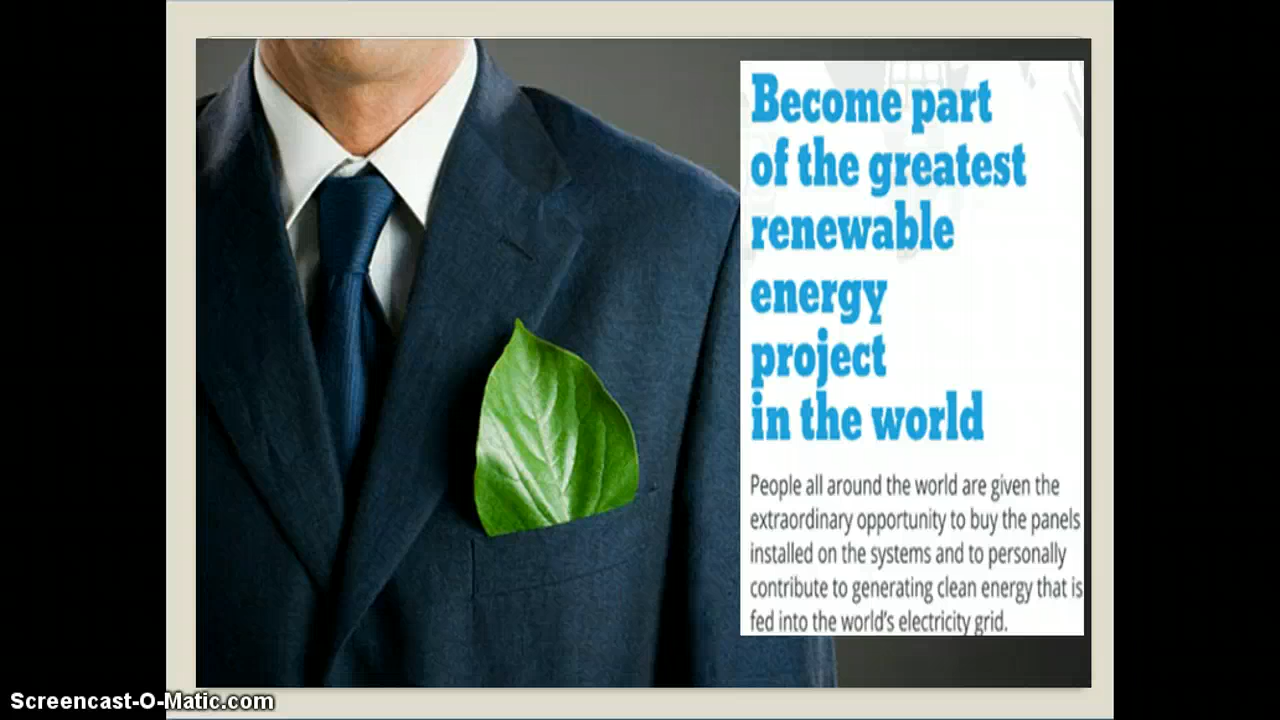 Become part
of the greatest
renewable
energy
project
in the world
People all around the world are given the
extraordinary opportunity to buy the panels
installed on the systems and to personally
contribute to generating clean energy that is
fed into the world's electricity grid.
Screencast-O-Matic.com